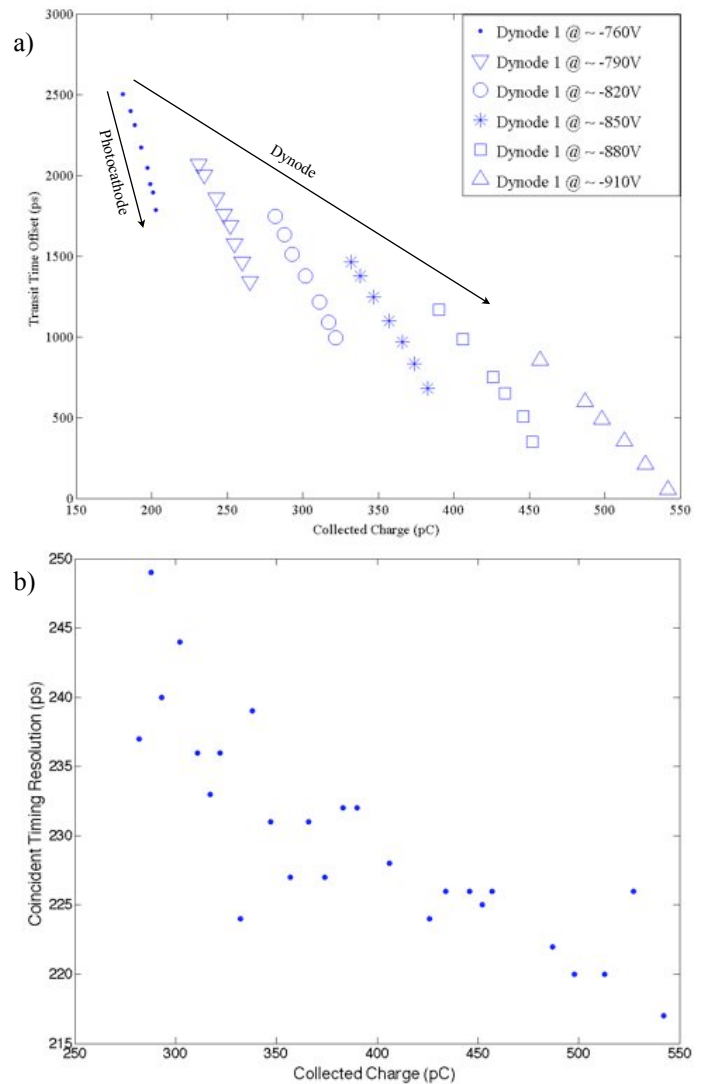 a)
3000
2500
2000
1500
1000
500
0
Transit Time Offset (ps)
Photocathode
Dynode
Dynode 1 @ ~ -760V
Dynode 1 @ ~ -790V
Dynode 1 @ ~ -820V
Dynode 1 @ ~ -850V
Dynode 1 @ ~ -880V
Dynode 1 @ ~ -910V
150 200 250 300 350 400 450 500 550
Collected Charge (pC)
b)
250
245
240
235
230
225
220
215
Coincident Timing Resolution (ps)
250 300 350 400 450 500 550
Collected Charge (pC)